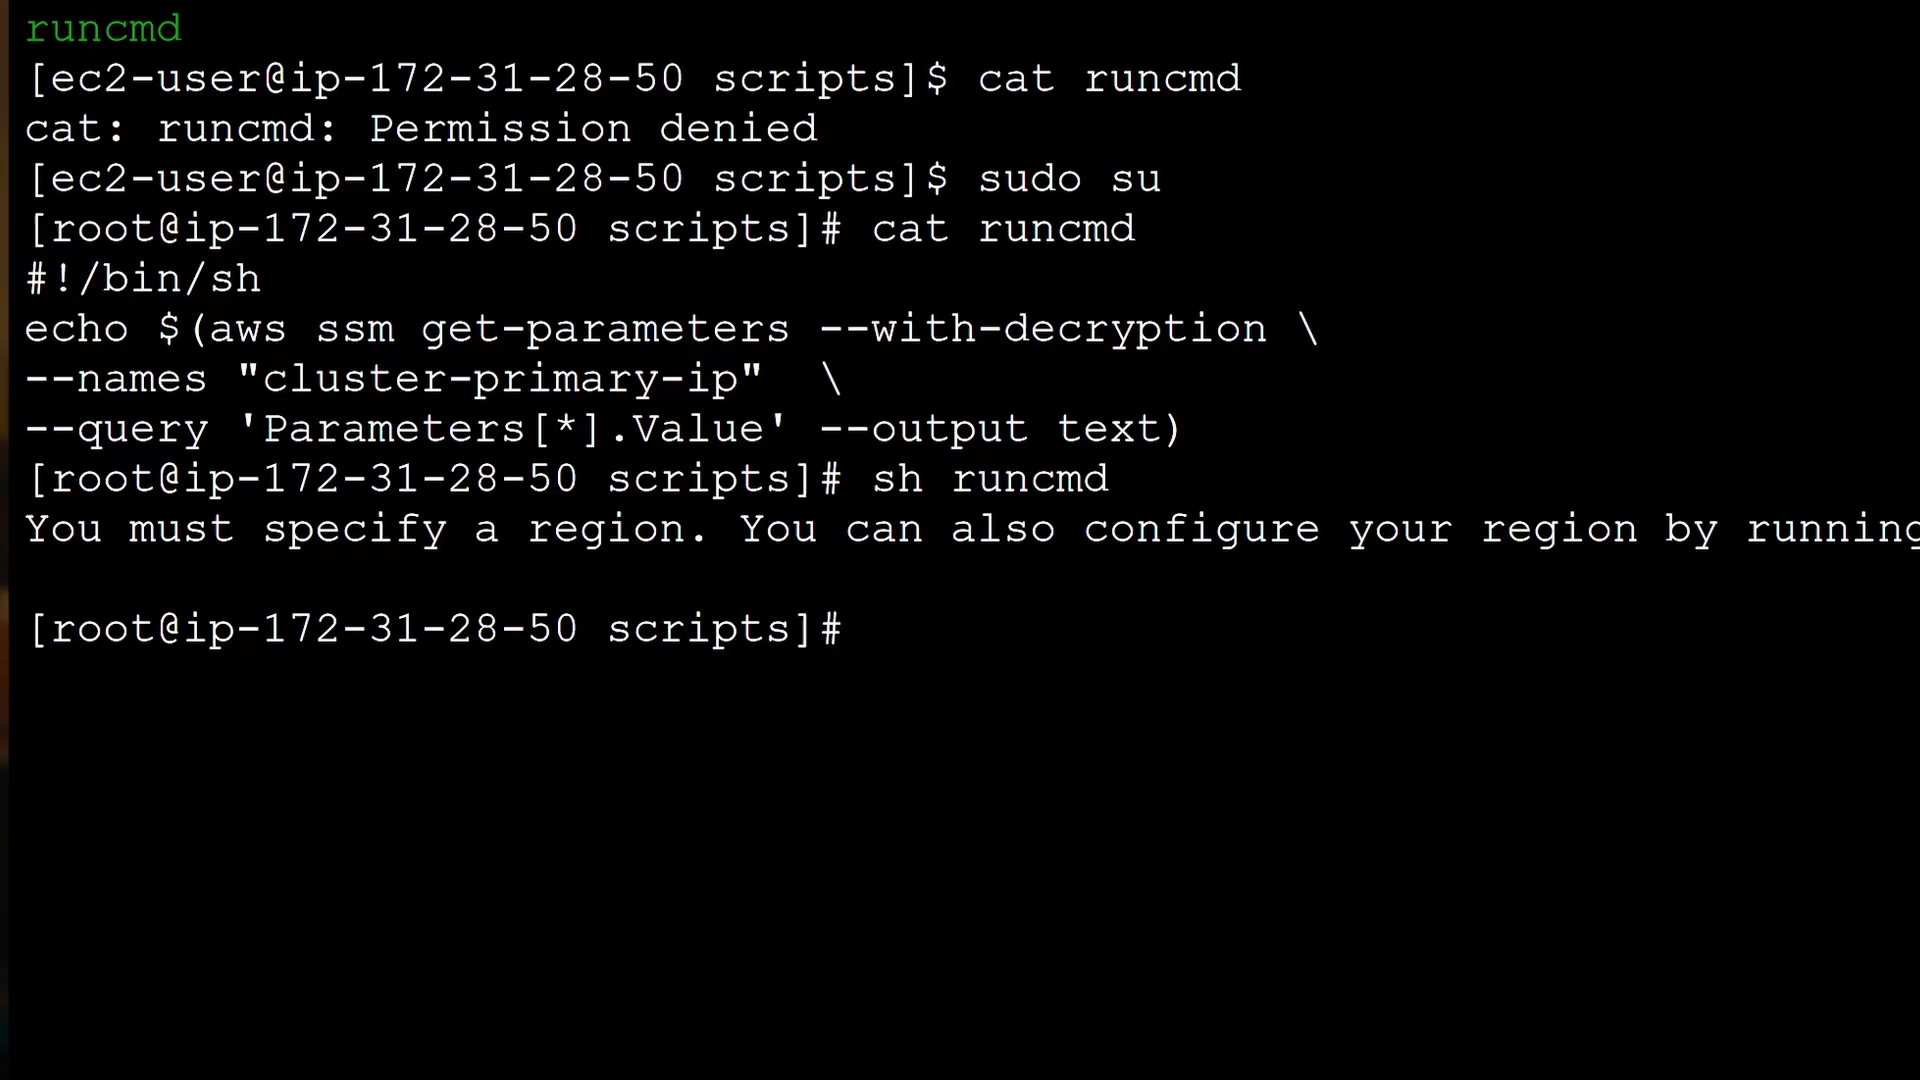 runcmd
[ec2-user@ip-172-31-28-50 scripts]$ cat runcmd
cat: runcmd: Permission denied
[ec2-user@ip-172-31-28-50 scripts]$ sudo su
[root@ip-172-31-28-50 scripts]# cat runcmd
#!/bin/sh
echo $(aws ssm get-parameters --with-decryption \
--names "cluster-primary-ip"  \
--query 'Parameters[*].Value' --output text)
[root@ip-172-31-28-50 scripts]# sh runcmd
You must specify a region. You can also configure your region by running
[root@ip-172-31-28-50 scripts]#